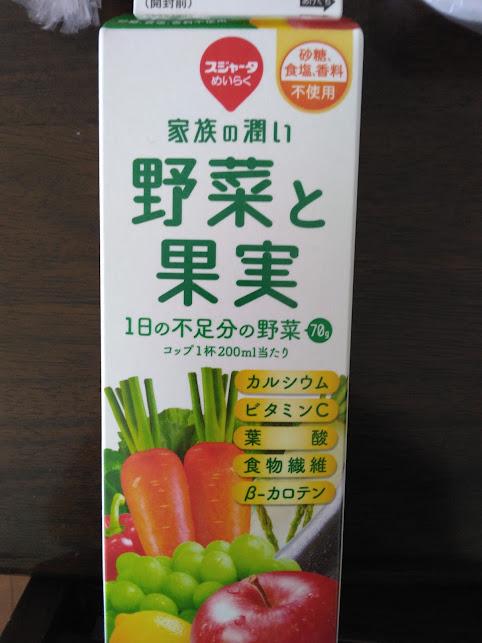 (開封前)
スジャータ
めいらく
砂糖、
食塩、香料
不使用
家族の潤い
野菜と
果実
1日の不足分の野菜 70g
コップ1杯200ml当たり
カルシウム
ビタミンC
葉酸
食物繊維
β-カロテン